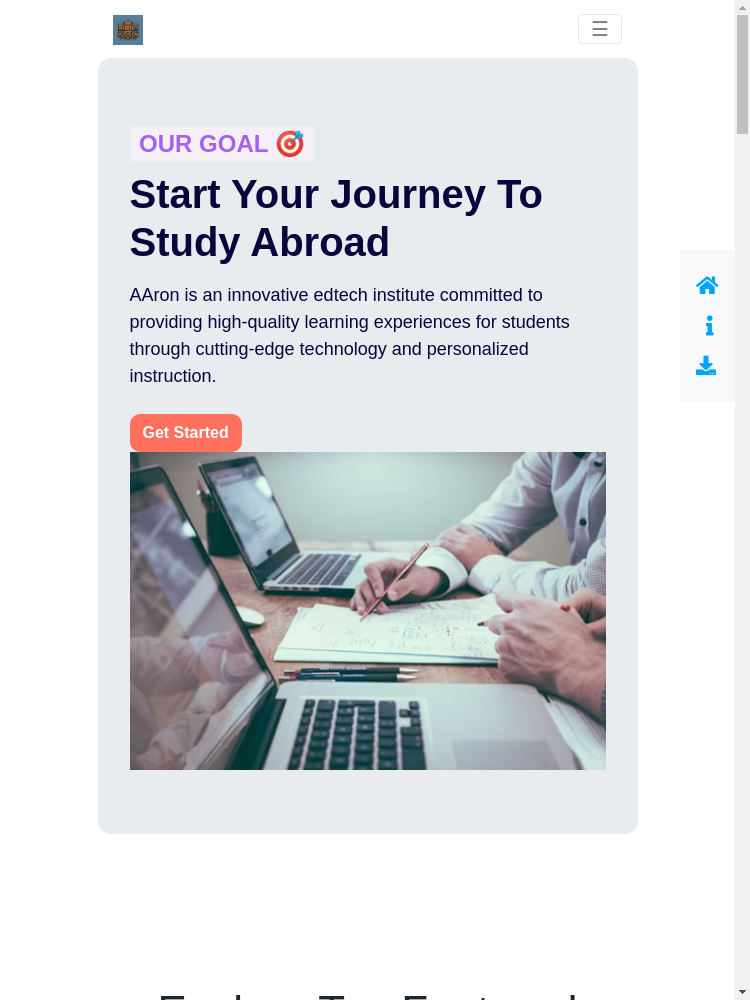 OUR GOAL 🎯
Start Your Journey To
Study Abroad
AAron is an innovative edtech institute committed to
providing high-quality learning experiences for students
through cutting-edge technology and personalized
instruction.
Get Started